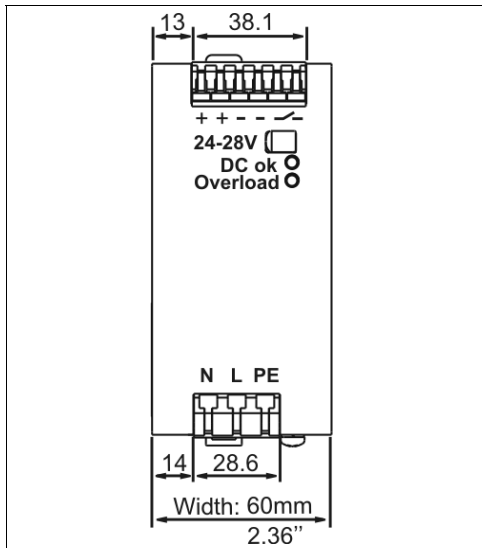 13 38.1
+ + - -
24-28V
DC ok
Overload
N L PE
14 28.6
Width: 60mm
2.36’’